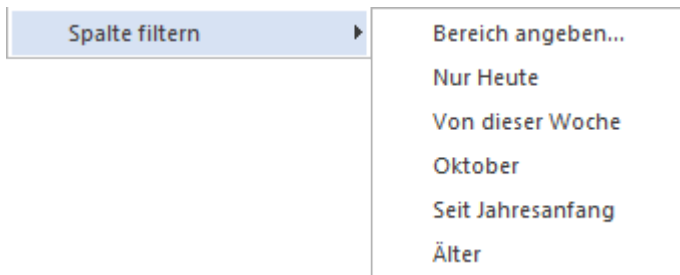 Spalte filtern
Bereich angeben...
Nur Heute
Von dieser Woche
Oktober
Seit Jahresanfang
Älter